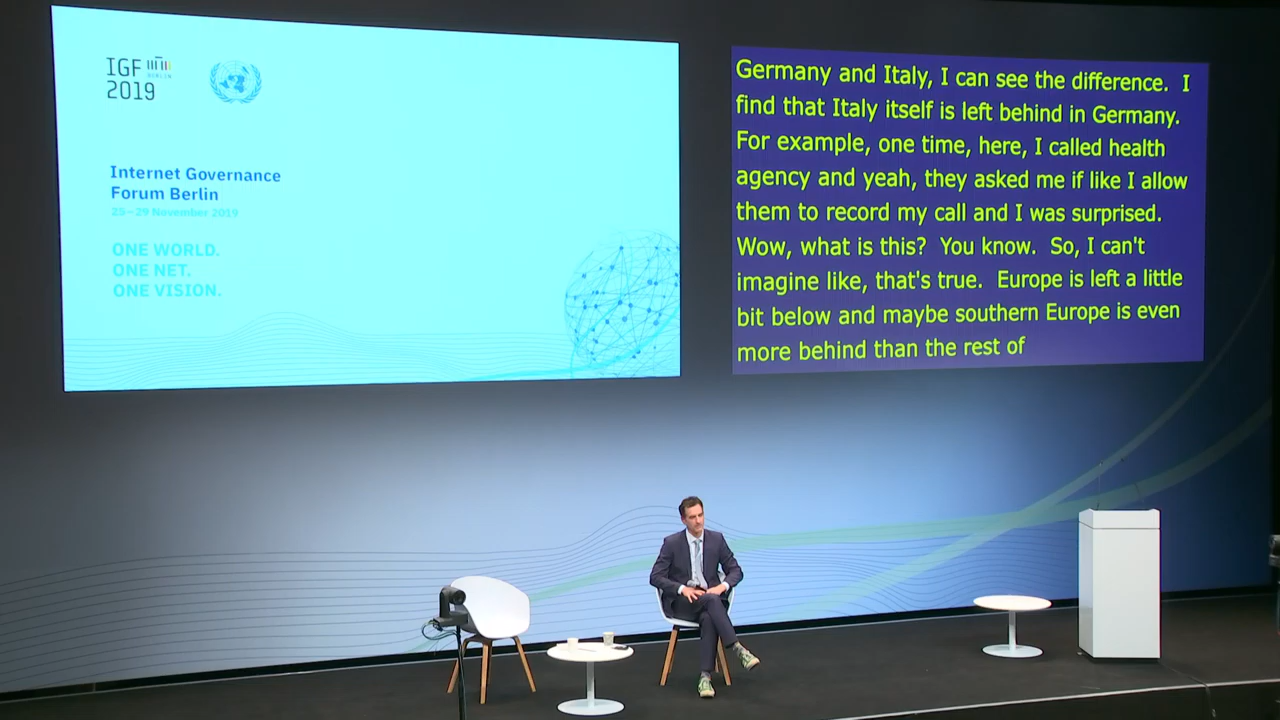 IGF
BERLIN
2019
Internet Governance
Forum Berlin
25–29 November 2019
ONE WORLD.
ONE NET.
ONE VISION.
Germany and Italy, I can see the difference.  I
find that Italy itself is left behind in Germany.
For example, one time, here, I called health
agency and yeah, they asked me if like I allow
them to record my call and I was surprised.
Wow, what is this?  You know.  So, I can't
imagine like, that's true.  Europe is left a little
bit below and maybe southern Europe is even
more behind than the rest of